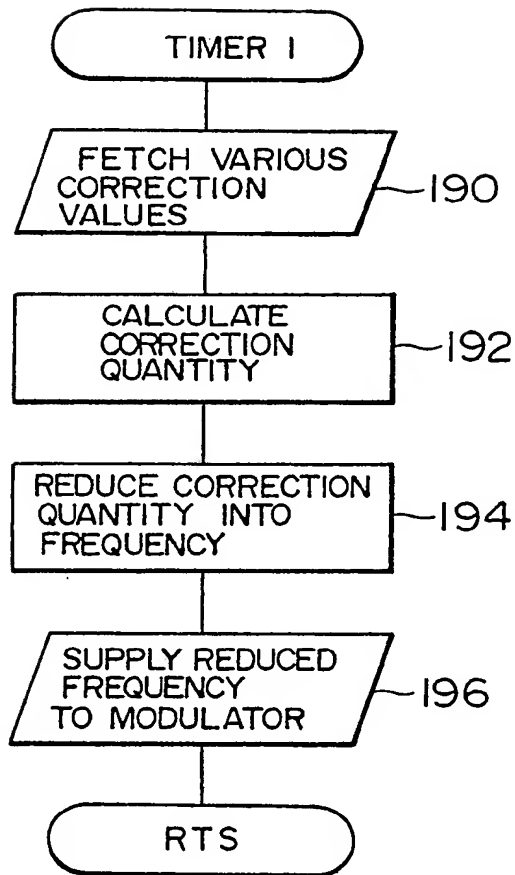 TIMER 1
FETCH VARIOUS
CORRECTION
VALUES
190
CALCULATE
CORRECTION
QUANTITY
192
REDUCE CORRECTION
QUANTITY INTO
FREQUENCY
194
SUPPLY REDUCED
FREQUENCY
TO MODULATOR
196
RTS